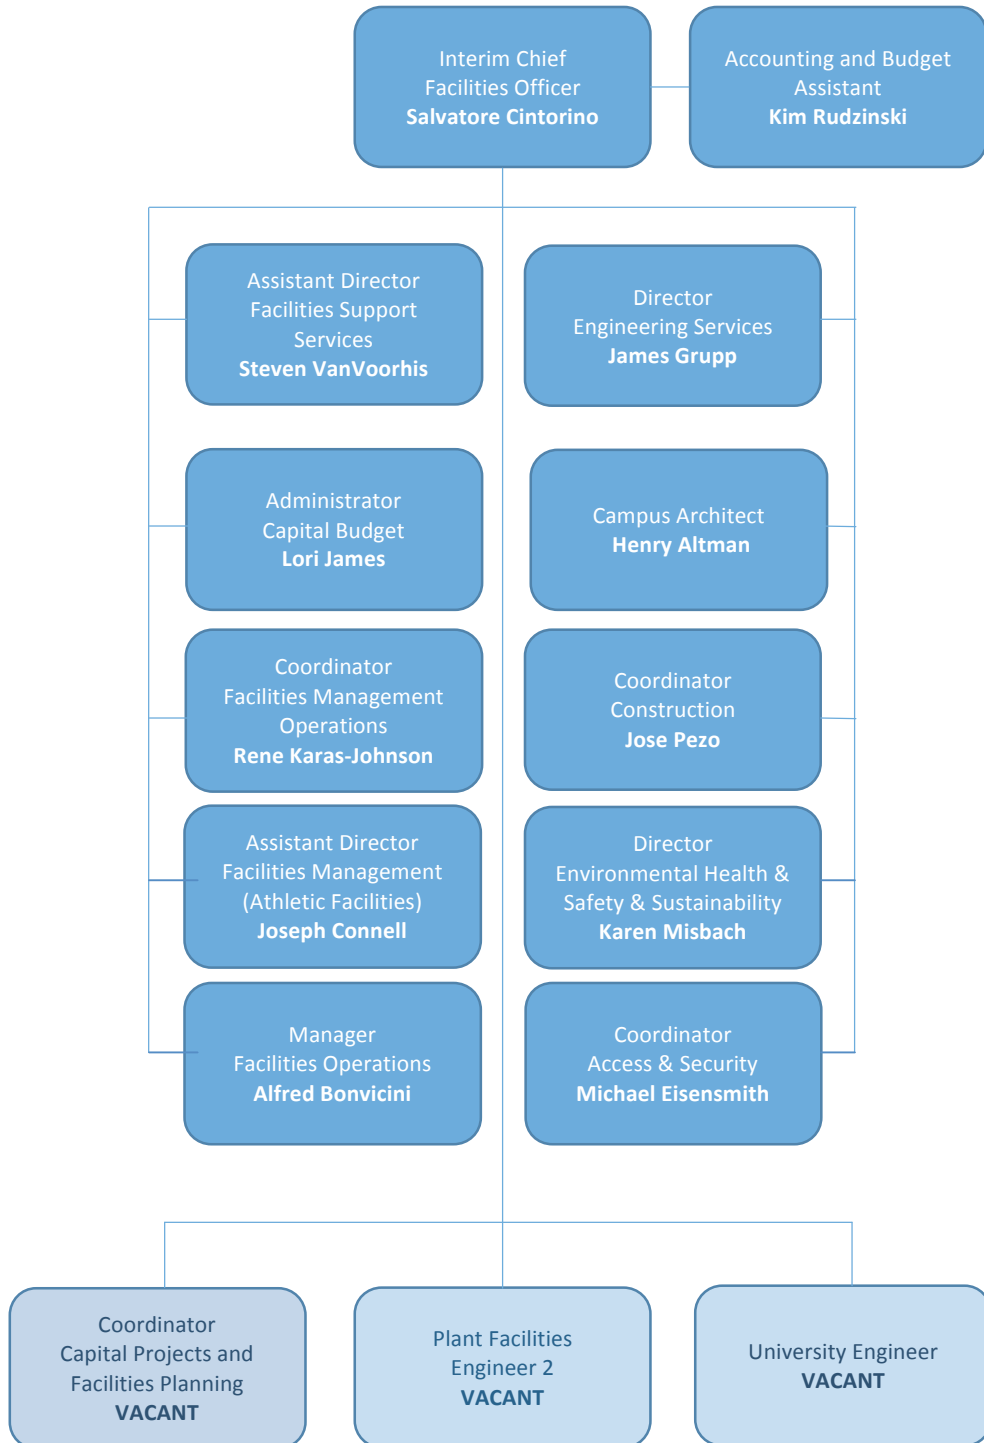 Interim Chief
Facilities Officer
Salvatore Cintorino
Accounting and Budget
Assistant
Kim Rudzinski
Assistant Director
Facilities Support
Services
Steven VanVoorhis
Director
Engineering Services
James Grupp
Administrator
Capital Budget
Lori James
Campus Architect
Henry Altman
Coordinator
Facilities Management
Operations
Rene Karas-Johnson
Coordinator
Construction
Jose Pezo
Assistant Director
Facilities Management
(Athletic Facilities)
Joseph Connell
Director
Environmental Health &
Safety & Sustainability
Karen Misbach
Manager
Facilities Operations
Alfred Bonvicini
Coordinator
Access & Security
Michael Eisensmith
Coordinator
Capital Projects and
Facilities Planning
VACANT
Plant Facilities
Engineer 2
VACANT
University Engineer
VACANT